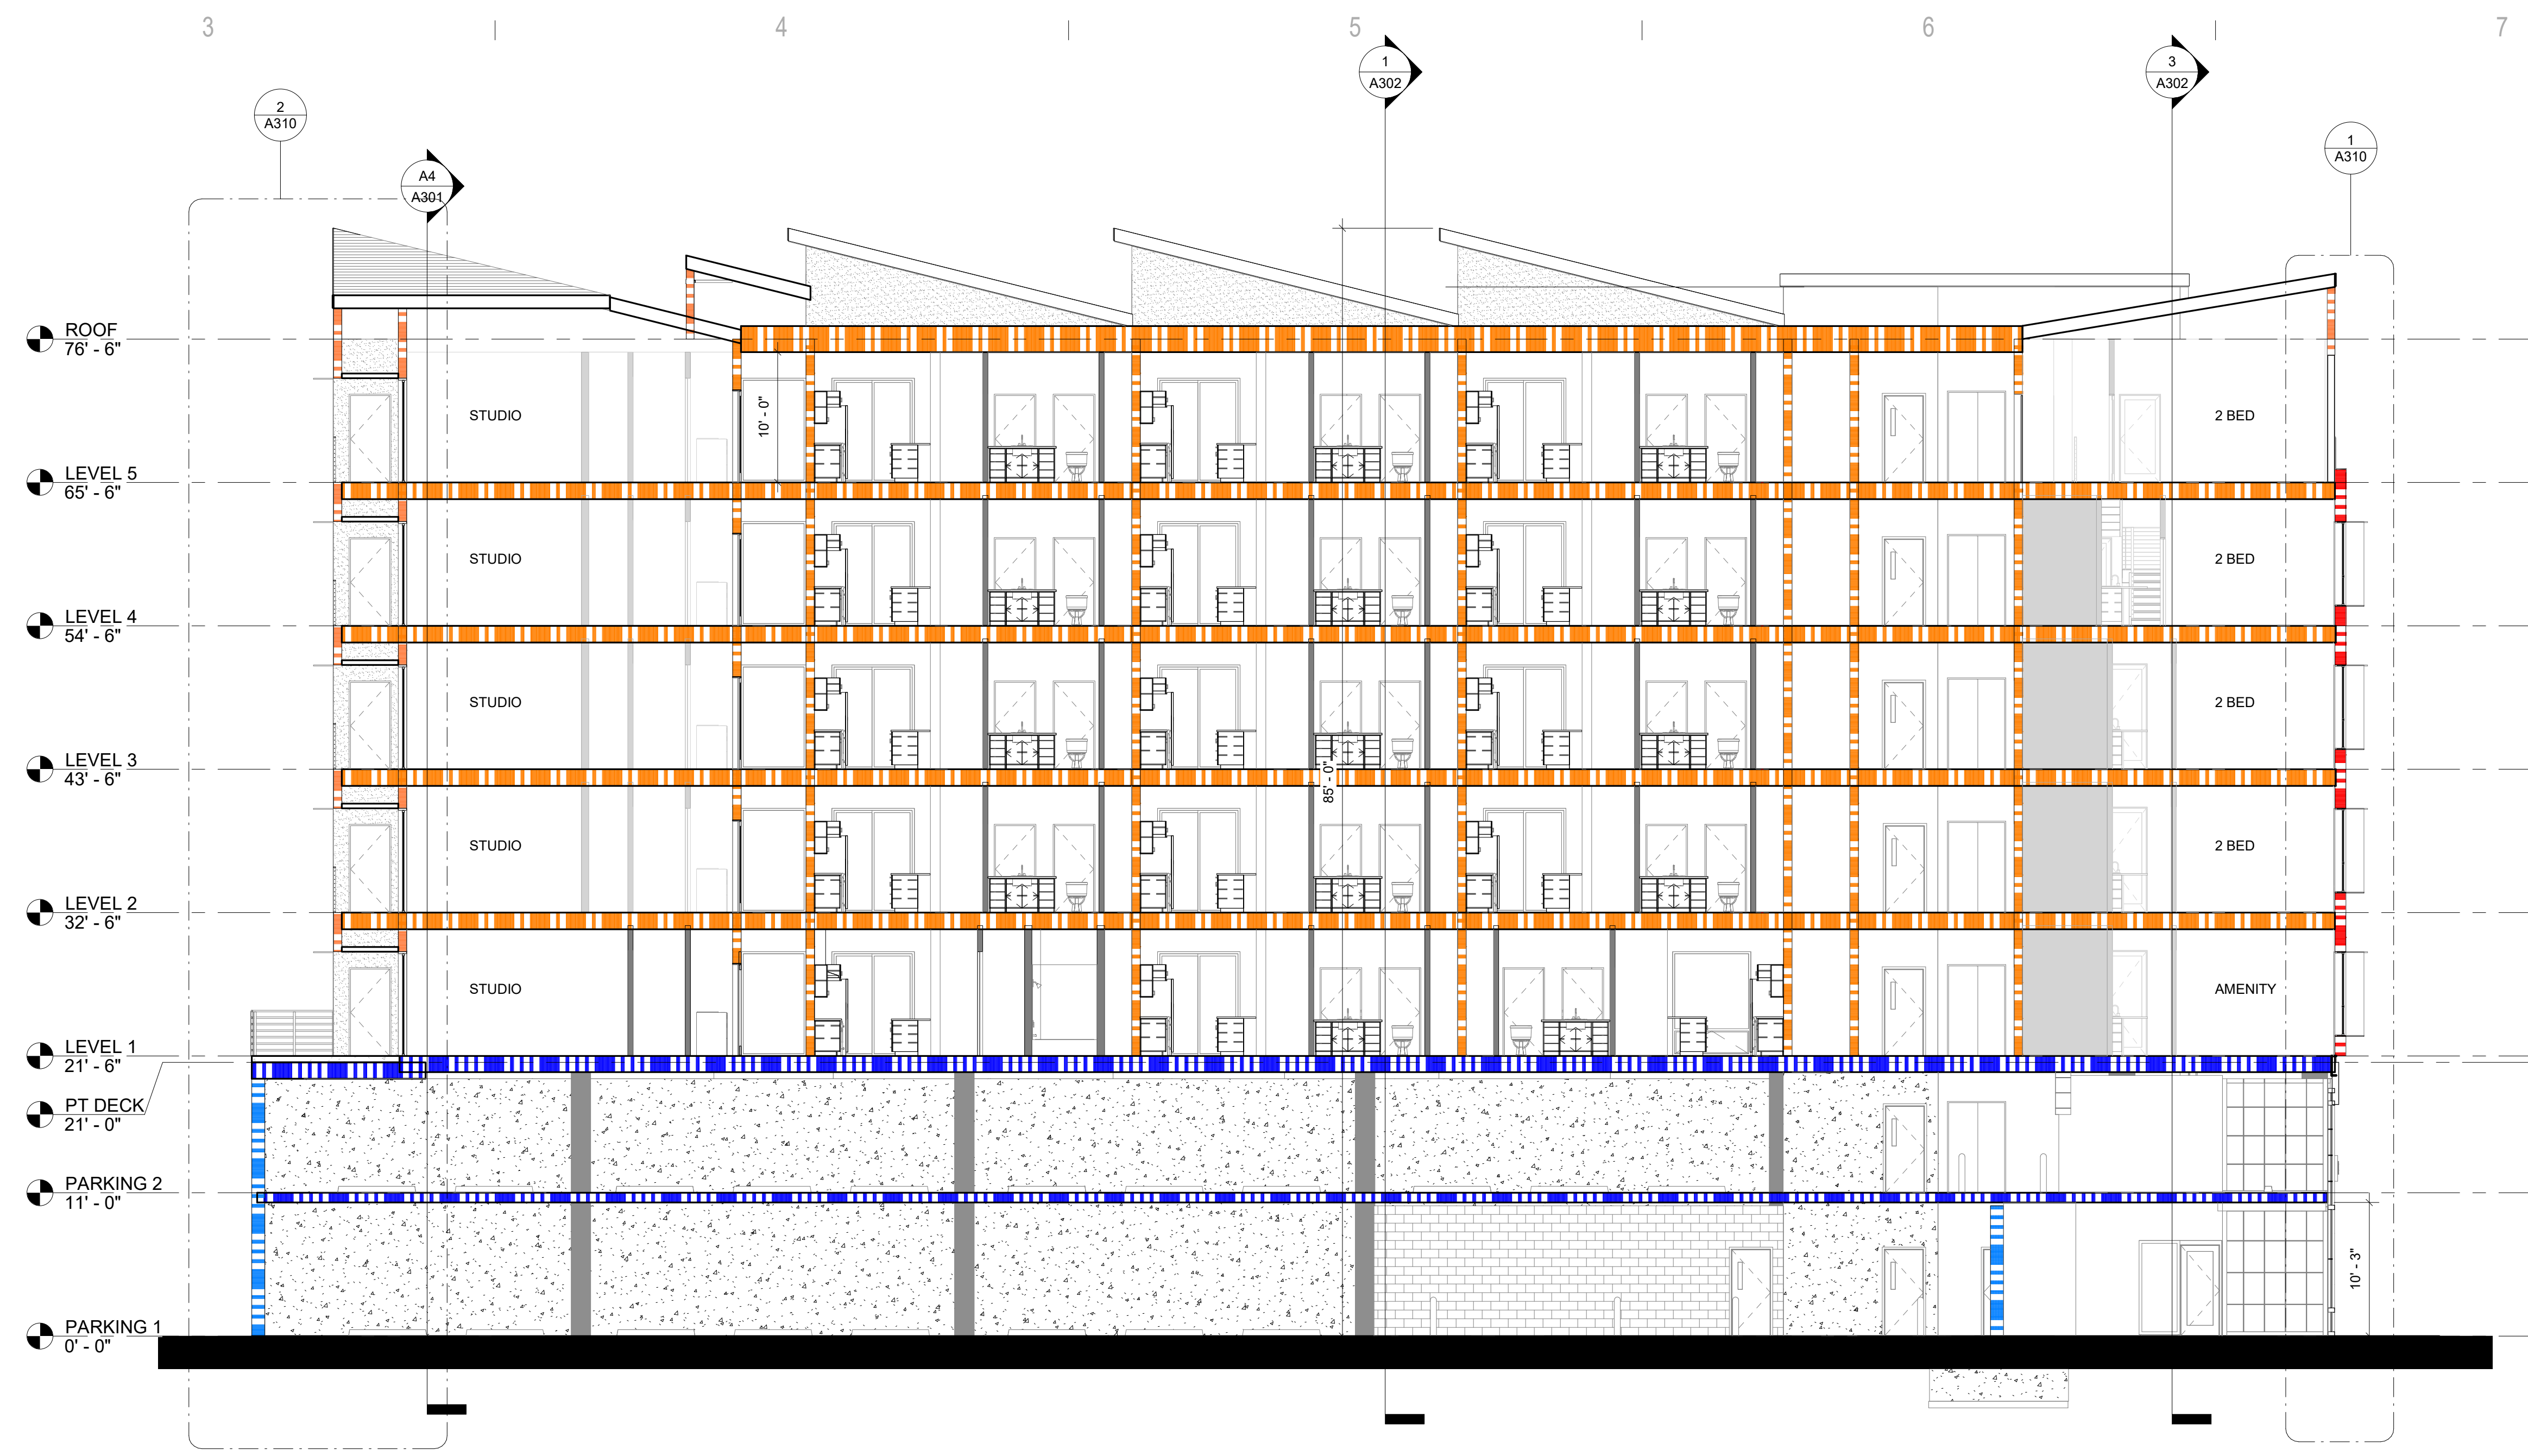 3 4 5 6 7
1
A302
3
A302
2
A310
1
A310
A4
A301
ROOF
76' - 6"
10' - 0"
STUDIO
2 BED
LEVEL 5
65' - 6"
STUDIO
2 BED
LEVEL 4
54' - 6"
STUDIO
2 BED
LEVEL 3
43' - 6"
85' - 0"
STUDIO
2 BED
LEVEL 2
32' - 6"
STUDIO
AMENITY
LEVEL 1
21' - 6"
PT DECK
21' - 0"
PARKING 2
11' - 0"
10' - 3"
PARKING 1
0' - 0"